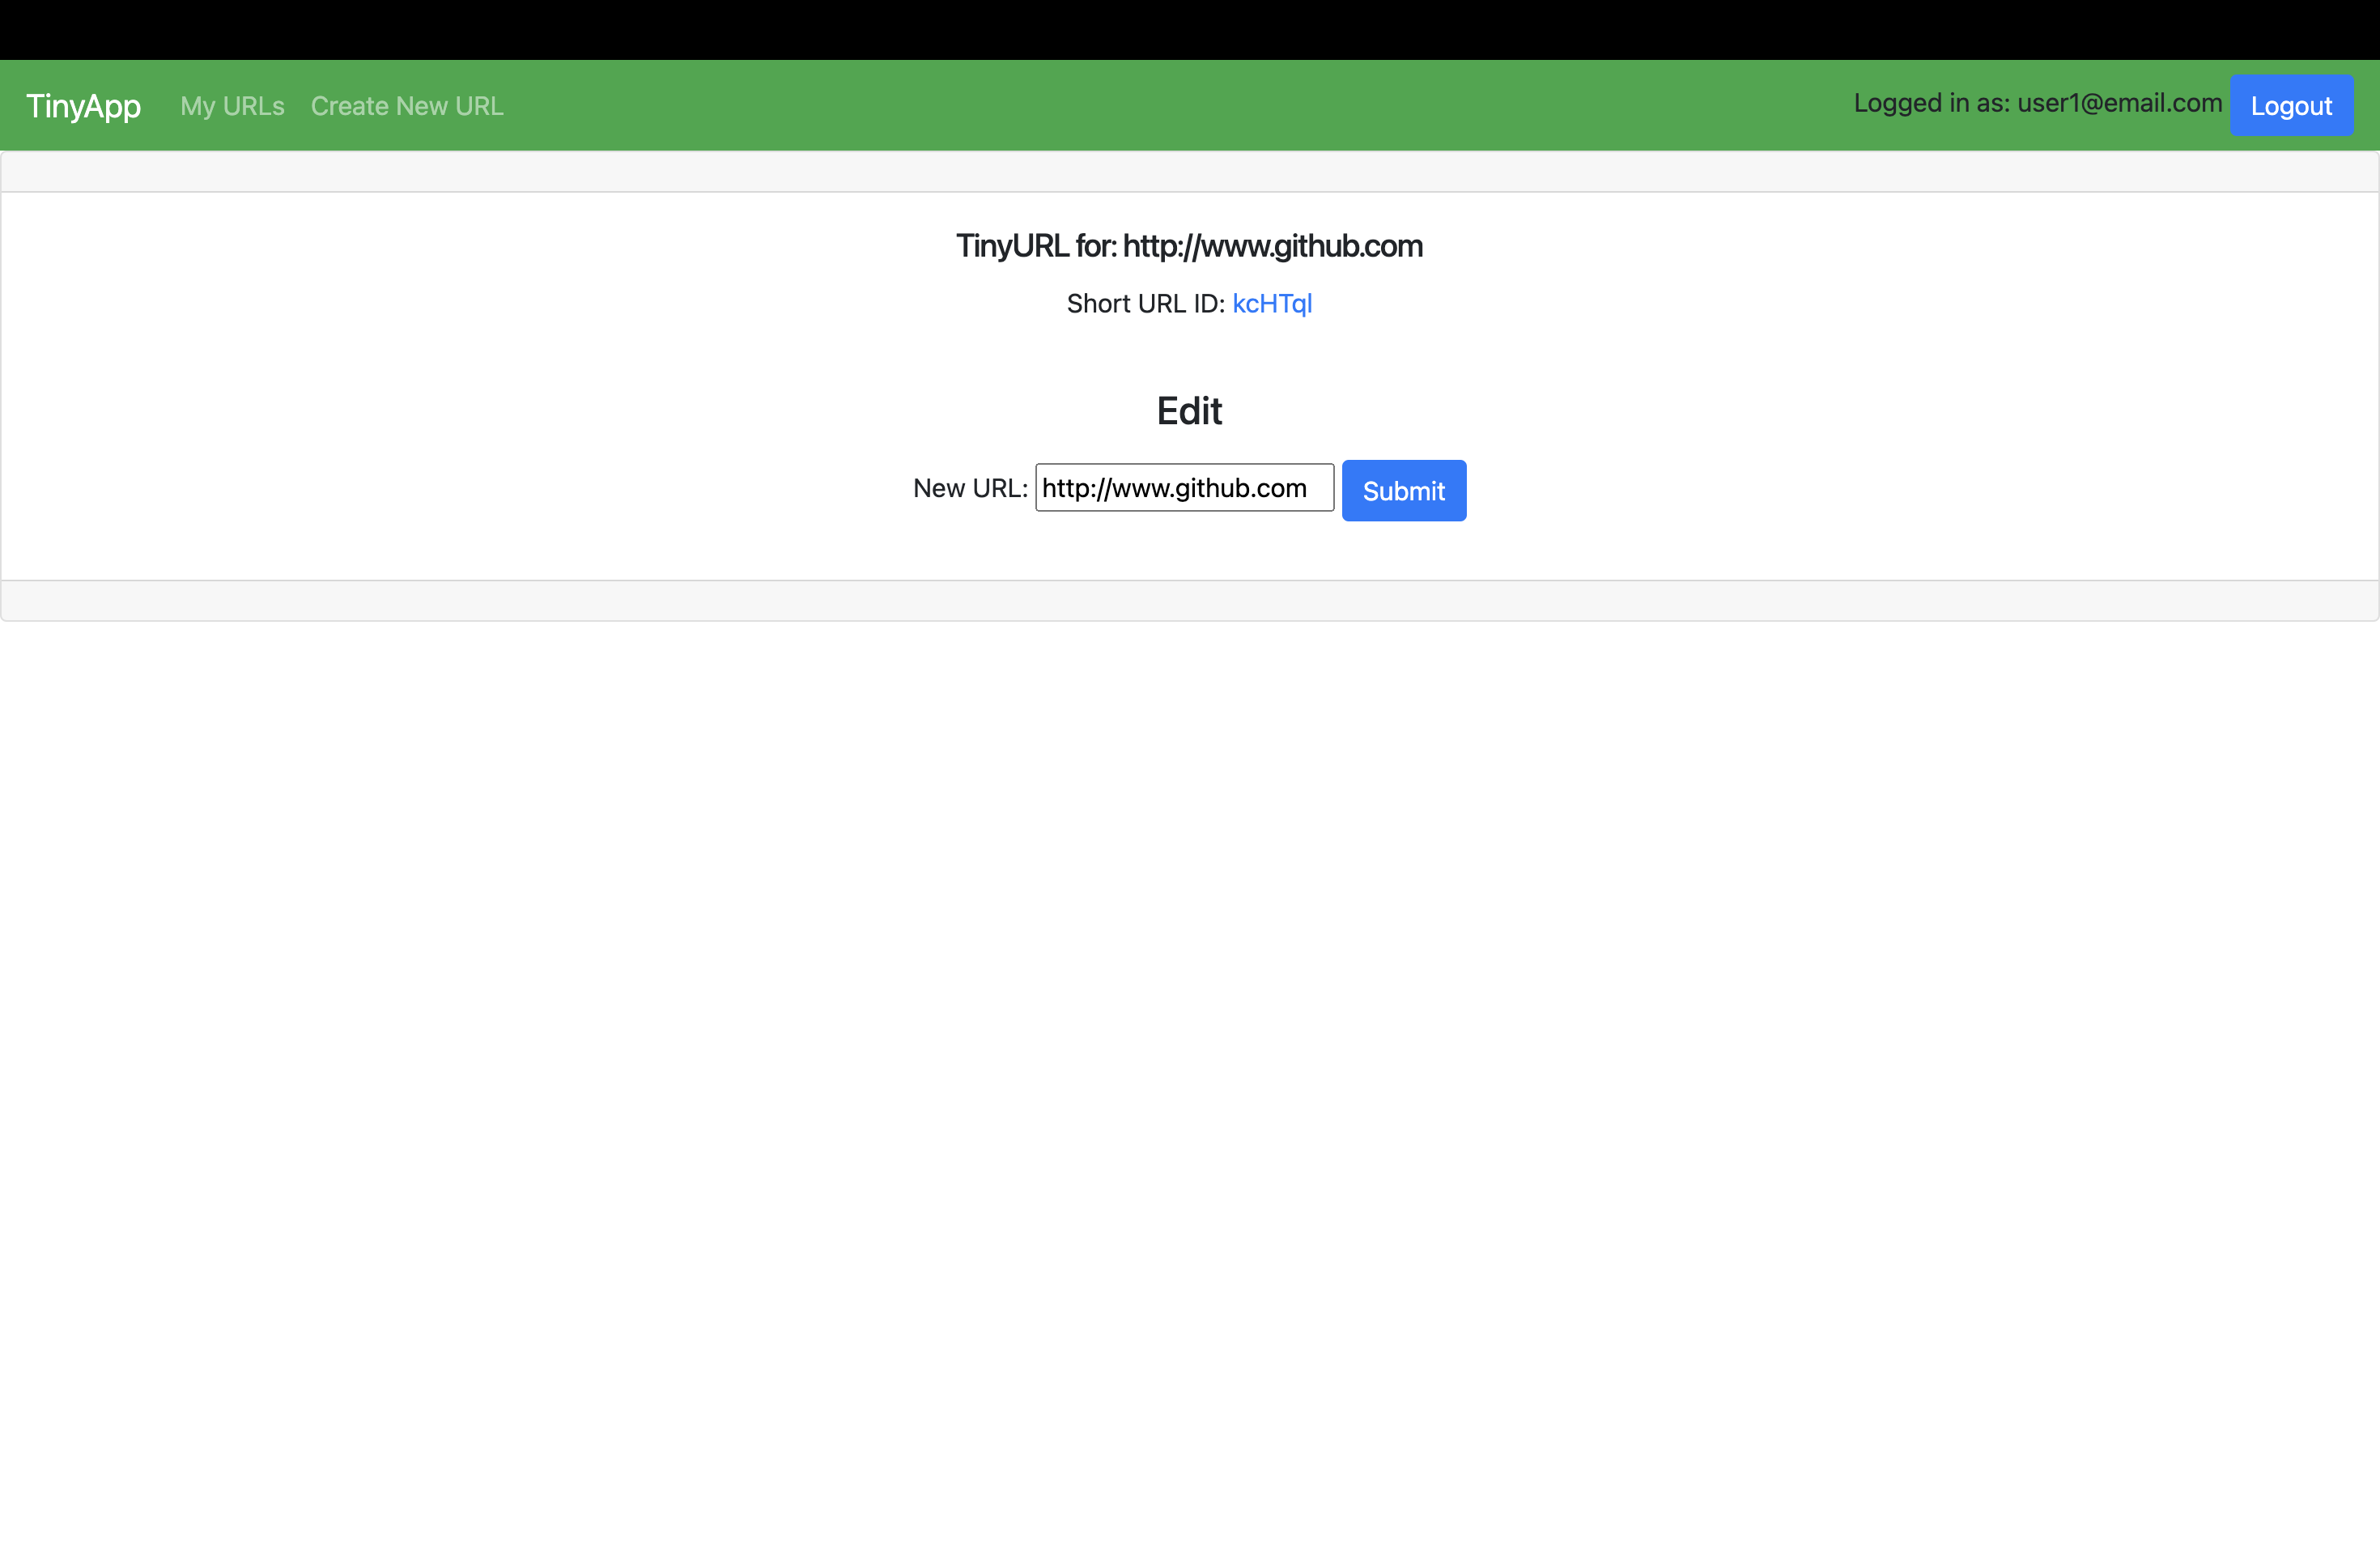 TinyApp My URLs Create New URL Logged in as: user1@email.com Logout
TinyURL for: http://www.github.com
Short URL ID: kcHTql
Edit
New URL: http://www.github.com Submit